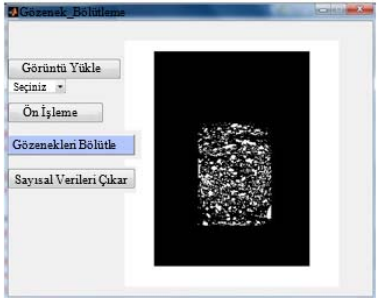 Gözenek_Bölütleme
Görüntü Yükle
Seçiniz
Ön İşleme
Gözenekleri Bölütle
Sayısal Verileri Çıkar